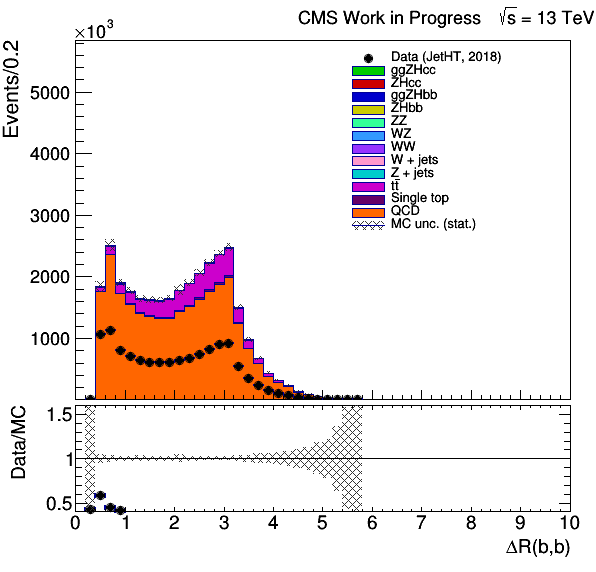 CMS Work in Progress √s = 13 TeV
×10³
Events/0.2
5000
4000
3000
2000
1000
Data (JetHT, 2018)
ggZHcc
ZHcc
ggZHbb
ZHbb
ZZ
WZ
WW
W + jets
Z + jets
tt̄
Single top
QCD
MC unc. (stat.)
Data/MC
1.5
1
0.5
0 1 2 3 4 5 6 7 8 9 10
ΔR(b,b)